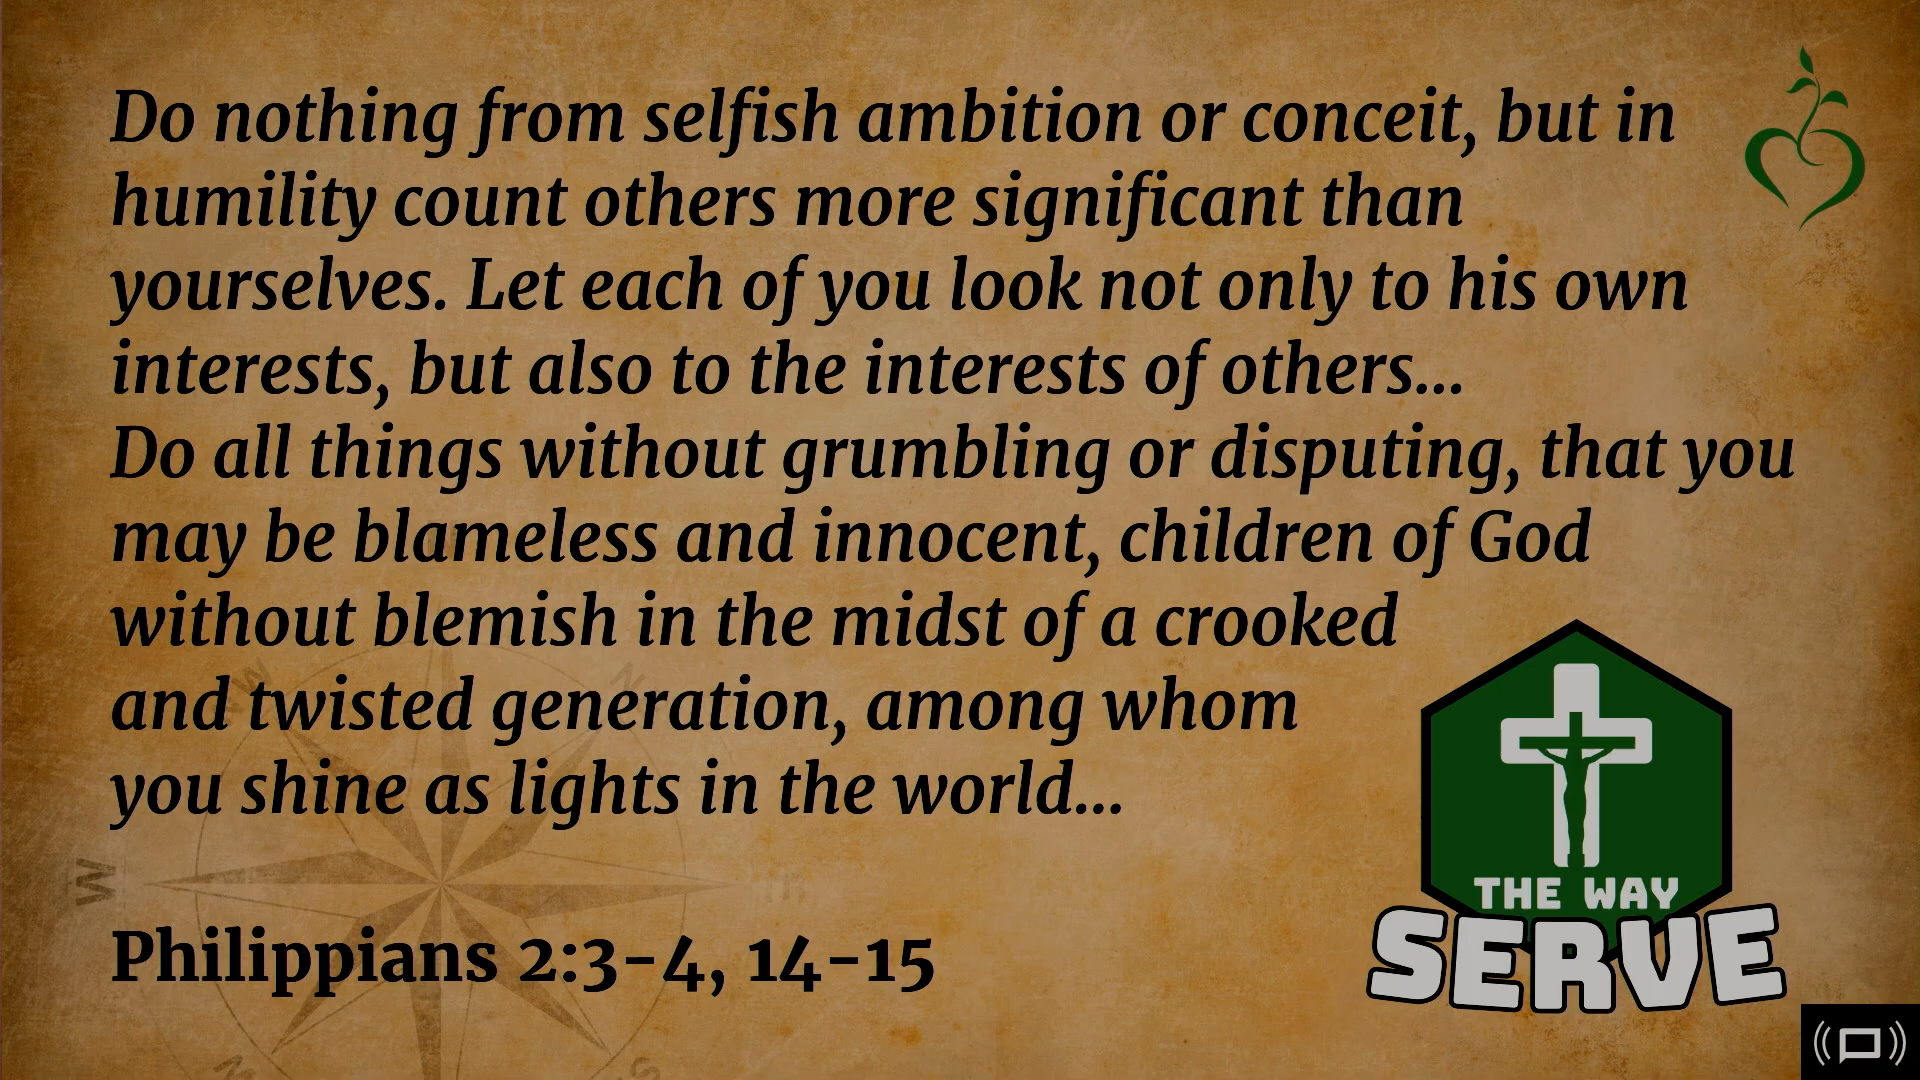 Do nothing from selfish ambition or conceit, but in
humility count others more significant than
yourselves. Let each of you look not only to his own
interests, but also to the interests of others...
Do all things without grumbling or disputing, that you
may be blameless and innocent, children of God
without blemish in the midst of a crooked
and twisted generation, among whom
you shine as lights in the world...
W
Philippians 2:3-4, 14-15
THE WAY
SERVE